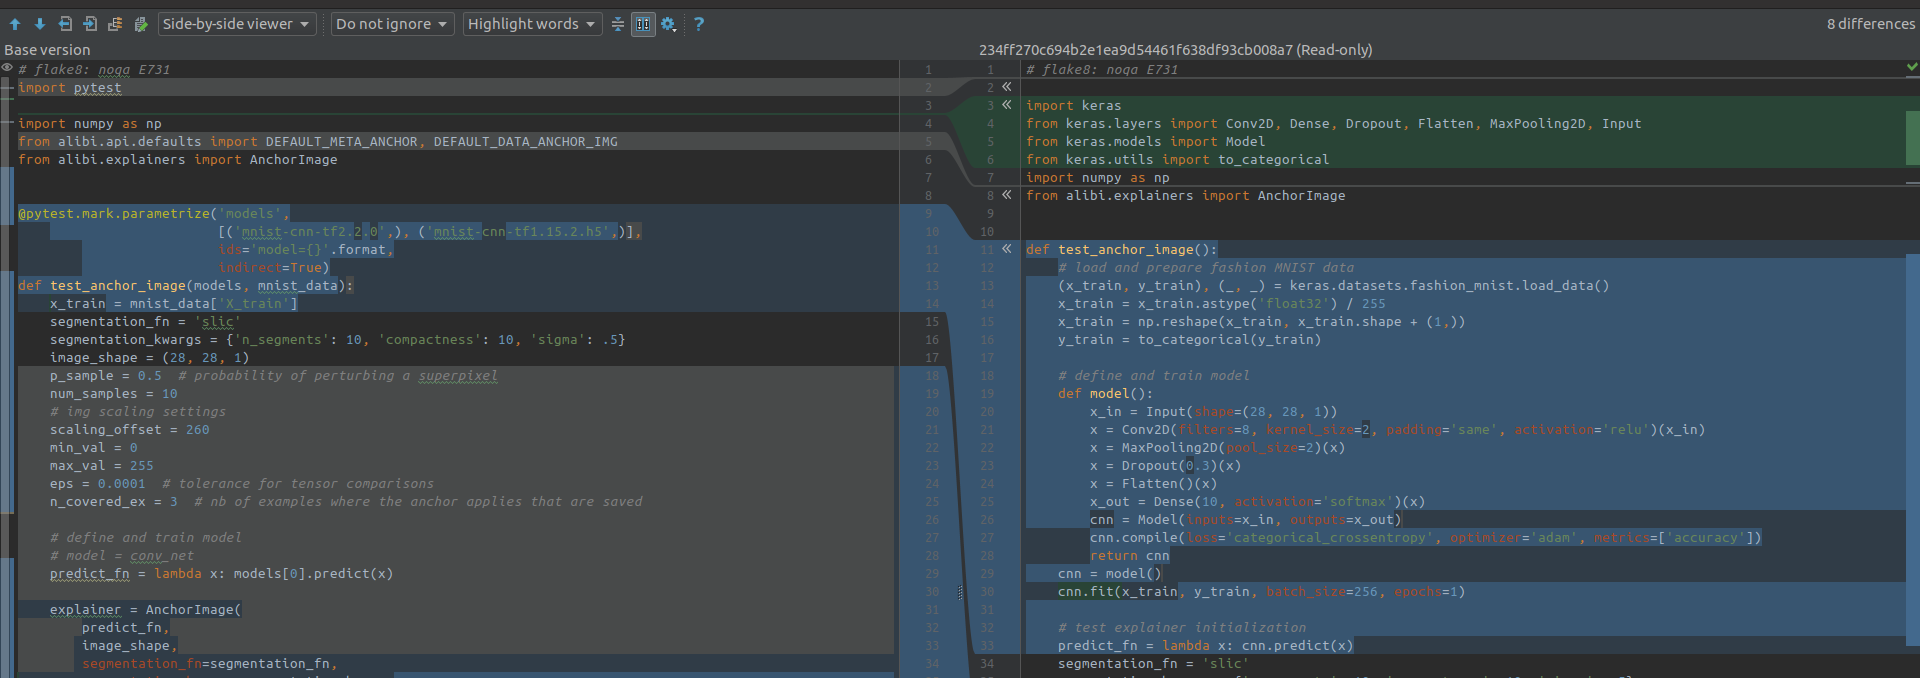 Side-by-side viewer Do not ignore Highlight words ? 8 differences
Base version
234ff270c694b2e1ea9d54461f638df93cb008a7 (Read-only)
# flake8: noqa E731
import pytest

import numpy as np
from alibi.api.defaults import DEFAULT_META_ANCHOR, DEFAULT_DATA_ANCHOR_IMG
from alibi.explainers import AnchorImage

@pytest.mark.parametrize('models',
[('mnist-cnn-tf2.2.0',), ('mnist-cnn-tf1.15.2.h5',)],
ids='model={}'.format,
indirect=True)
def test_anchor_image(models, mnist_data):
x_train = mnist_data['X_train']
segmentation_fn = 'slic'
segmentation_kwargs = {'n_segments': 10, 'compactness': 10, 'sigma': .5}
image_shape = (28, 28, 1)
p_sample = 0.5 # probability of perturbing a superpixel
num_samples = 10
# img scaling settings
scaling_offset = 260
min_val = 0
max_val = 255
eps = 0.0001 # tolerance for tensor comparisons
n_covered_ex = 3 # nb of examples where the anchor applies that are saved

# define and train model
# model = conv_net
predict_fn = lambda x: models[0].predict(x)

explainer = AnchorImage(
predict_fn,
image_shape,
segmentation_fn=segmentation_fn,
1 1
2 2
3 3
4 4
5 5
6 6
7 7
8 8
9 9
10 10
11 11
12 12
13 13
14 14
15 15
16 16
17 17
18 18
19 19
20 20
21 21
22 22
23 23
24 24
25 25
26 26
27 27
28 28
29 29
30 30
31 31
32 32
33 33
34 34
# flake8: noqa E731

import keras
from keras.layers import Conv2D, Dense, Dropout, Flatten, MaxPooling2D, Input
from keras.models import Model
from keras.utils import to_categorical
import numpy as np
from alibi.explainers import AnchorImage

def test_anchor_image():
# load and prepare fashion MNIST data
(x_train, y_train), (_, _) = keras.datasets.fashion_mnist.load_data()
x_train = x_train.astype('float32') / 255
x_train = np.reshape(x_train, x_train.shape + (1,))
y_train = to_categorical(y_train)

# define and train model
def model():
x_in = Input(shape=(28, 28, 1))
x = Conv2D(filters=8, kernel_size=2, padding='same', activation='relu')(x_in)
x = MaxPooling2D(pool_size=2)(x)
x = Dropout(0.3)(x)
x = Flatten()(x)
x_out = Dense(10, activation='softmax')(x)
cnn = Model(inputs=x_in, outputs=x_out)
cnn.compile(loss='categorical_crossentropy', optimizer='adam', metrics=['accuracy'])
return cnn
cnn = model()
cnn.fit(x_train, y_train, batch_size=256, epochs=1)

# test explainer initialization
predict_fn = lambda x: cnn.predict(x)
segmentation_fn = 'slic'